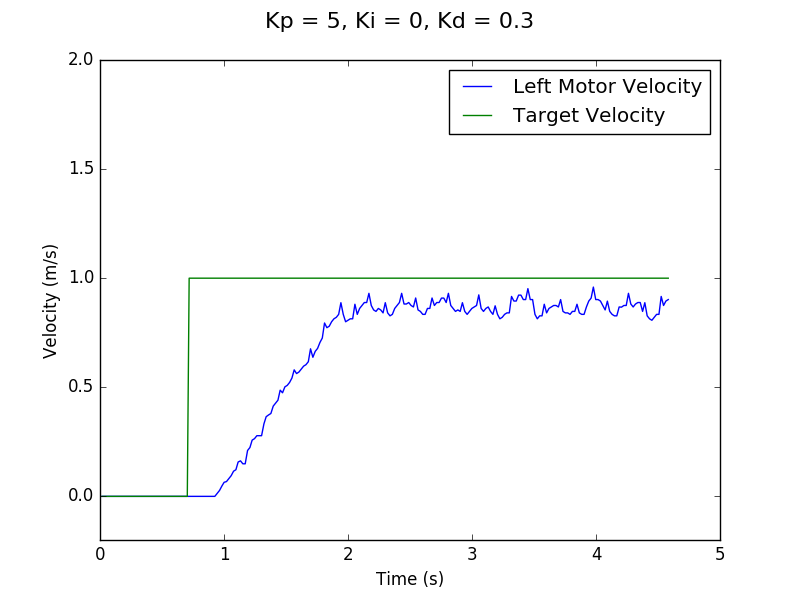 Kp = 5, Ki = 0, Kd = 0.3
2.0
Left Motor Velocity
Target Velocity
1.5
1.0
0.5
0.0
Velocity (m/s)
0 1 2 3 4 5
Time (s)